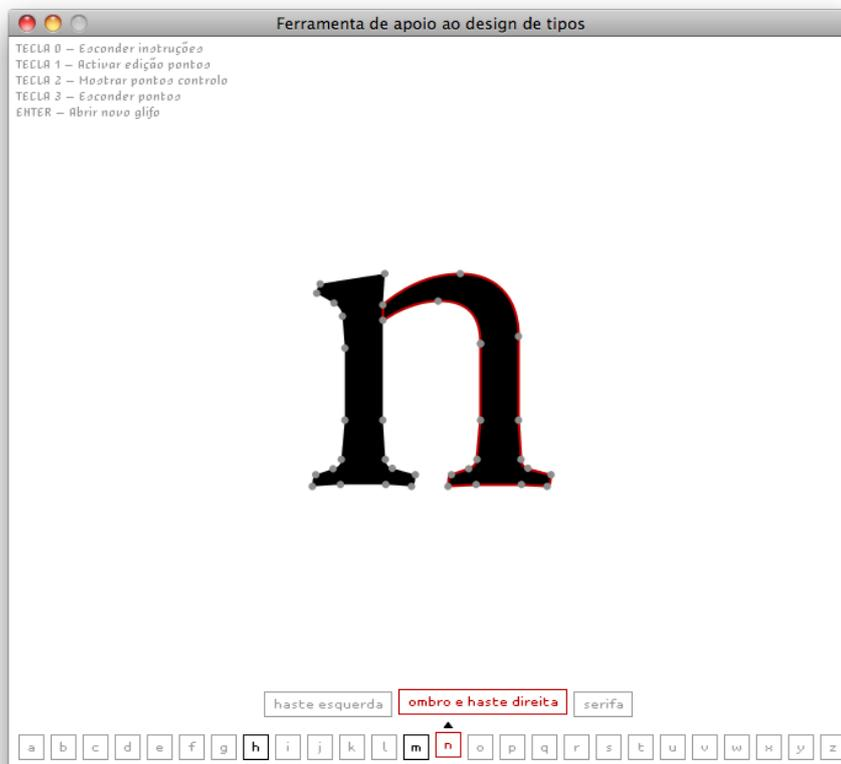 Ferramenta de apoio ao design de tipos
TECLA 0 – Esconder instruções
TECLA 1 – Activar edição pontos
TECLA 2 – Mostrar pontos controlo
TECLA 3 – Esconder pontos
ENTER – Abrir novo glifo
n
haste esquerda ombro e haste direita serifa
a b c d e f g h i j k l m n o p q r s t u v w x y z